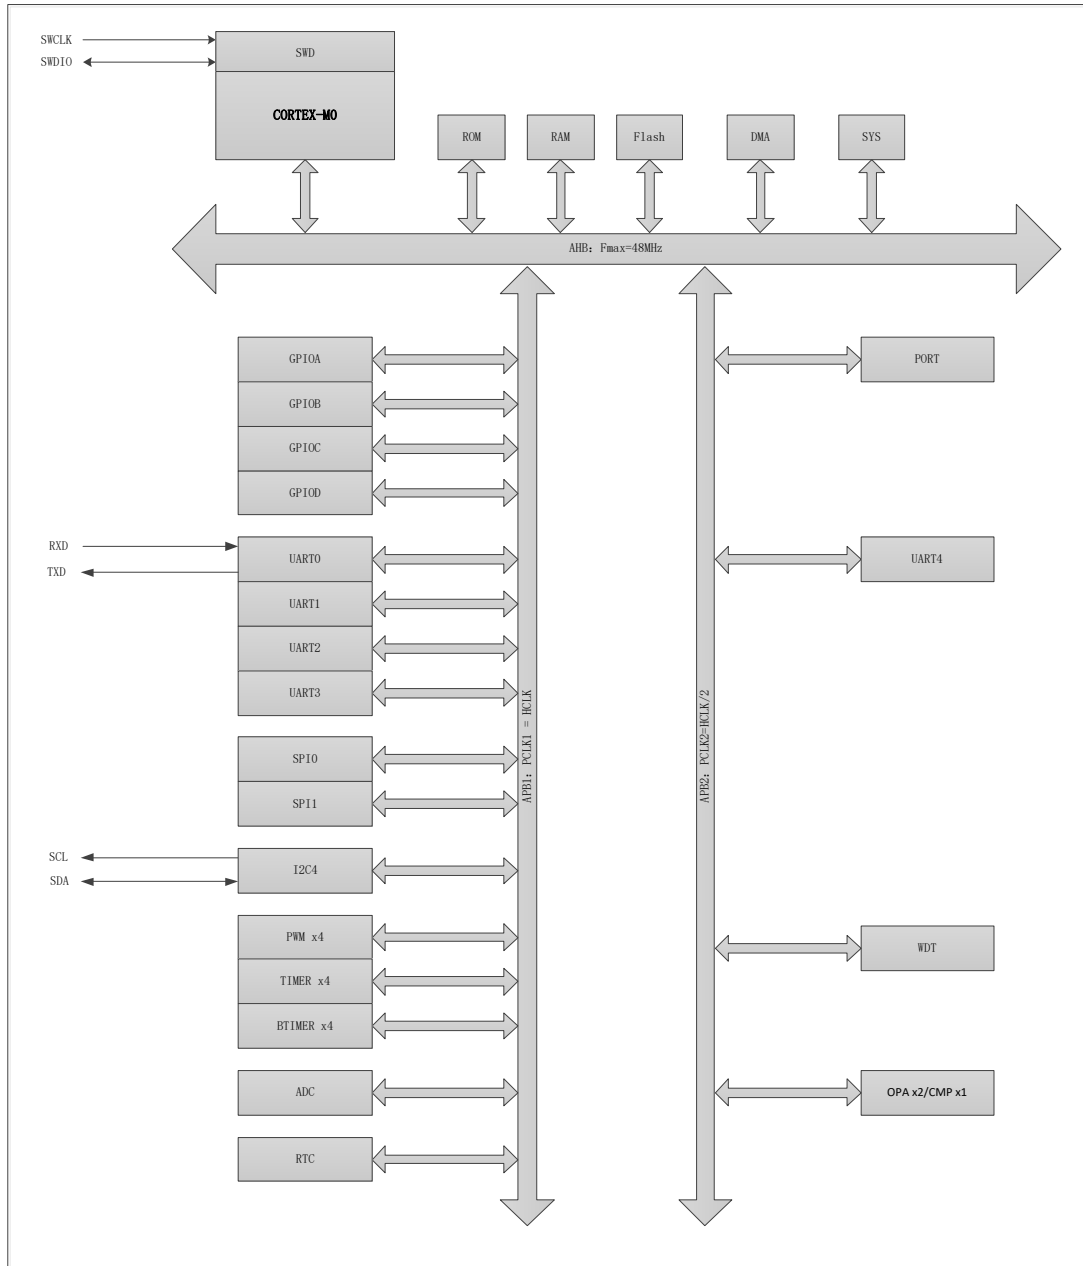 SWCLK
SWDIO
SWD
CORTEX-M0
ROM
RAM
Flash
DMA
SYS
AHB: Fmax=48MHz
GPIOA
GPIOB
GPIOC
GPIOD
RXD
TXD
UART0
UART1
UART2
UART3
SPI0
SPI1
SCL
SDA
I2C4
PWM x4
TIMER x4
BTIMER x4
ADC
RTC
APB1: PCLK1 = HCLK
APB2: PCLK2=HCLK/2
PORT
UART4
WDT
OPA x2/CMP x1